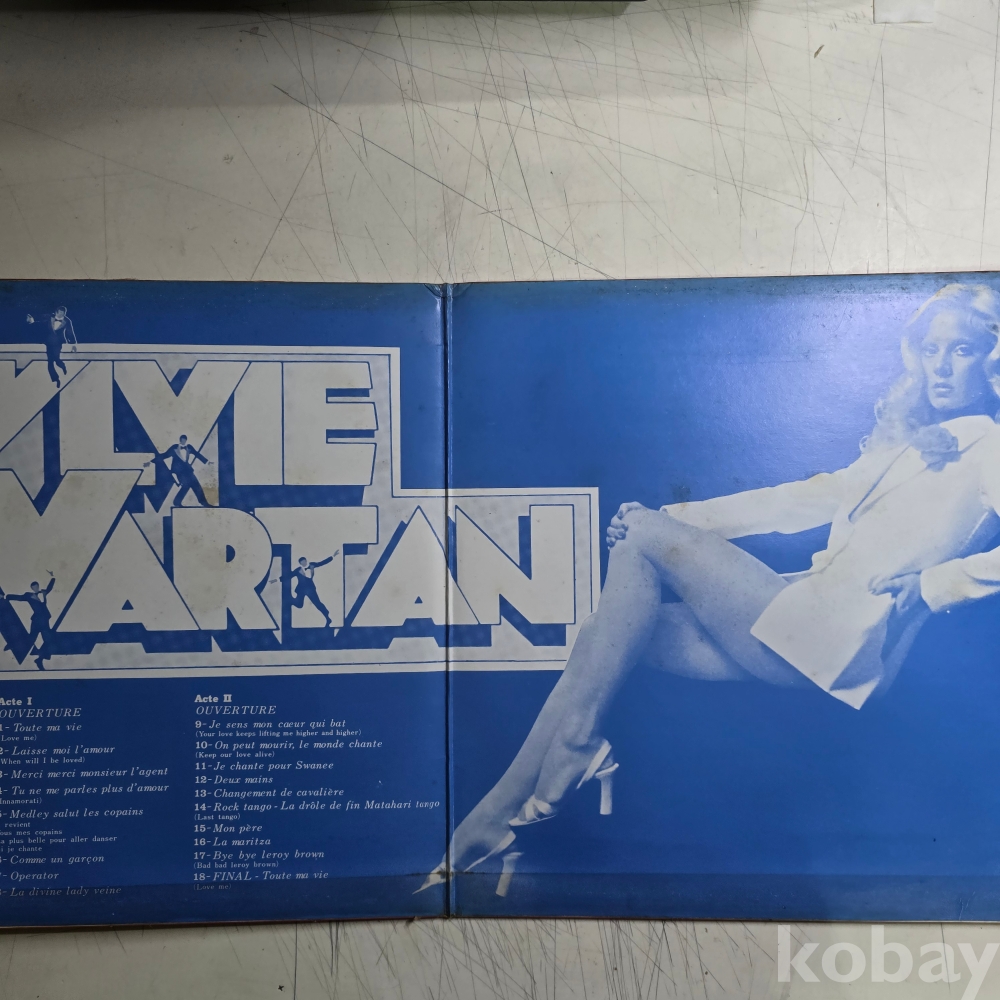 YLVIE
VARTAN
Acte I
OUVERTURE
1- Toute ma vie
(Love me)
2- Laisse moi l'amour
(When will I be loved)
3- Merci merci monsieur l'agent
4- Tu ne me parles plus d'amour
(Innamorati)
5- Medley salut les copains
revient
Tous mes copains
La plus belle pour aller danser
Si je chante
6- Comme un garçon
7- Operator
8- La divine lady veine
Acte II
OUVERTURE
9- Je sens mon cœur qui bat
(Your love keeps lifting me higher and higher)
10- On peut mourir, le monde chante
(Keep our love alive)
11- Je chante pour Swanee
12- Deux mains
13- Changement de cavalière
14- Rock tango - La drôle de fin Matahari tango
(Last tango)
15- Mon père
16- La maritza
17- Bye bye leroy brown
(Bad bad leroy brown)
18- FINAL - Toute ma vie
(Love me)
kobay